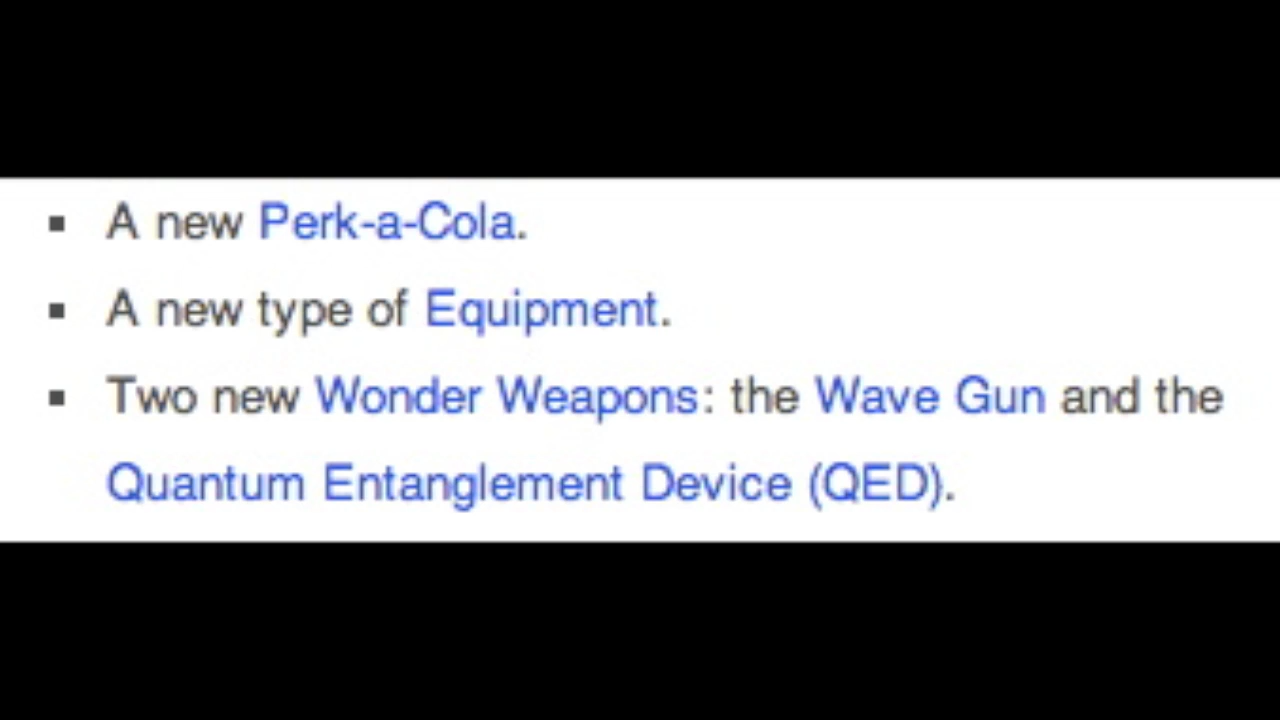 ▪ A new Perk-a-Cola.
▪ A new type of Equipment.
▪ Two new Wonder Weapons: the Wave Gun and the
Quantum Entanglement Device (QED).